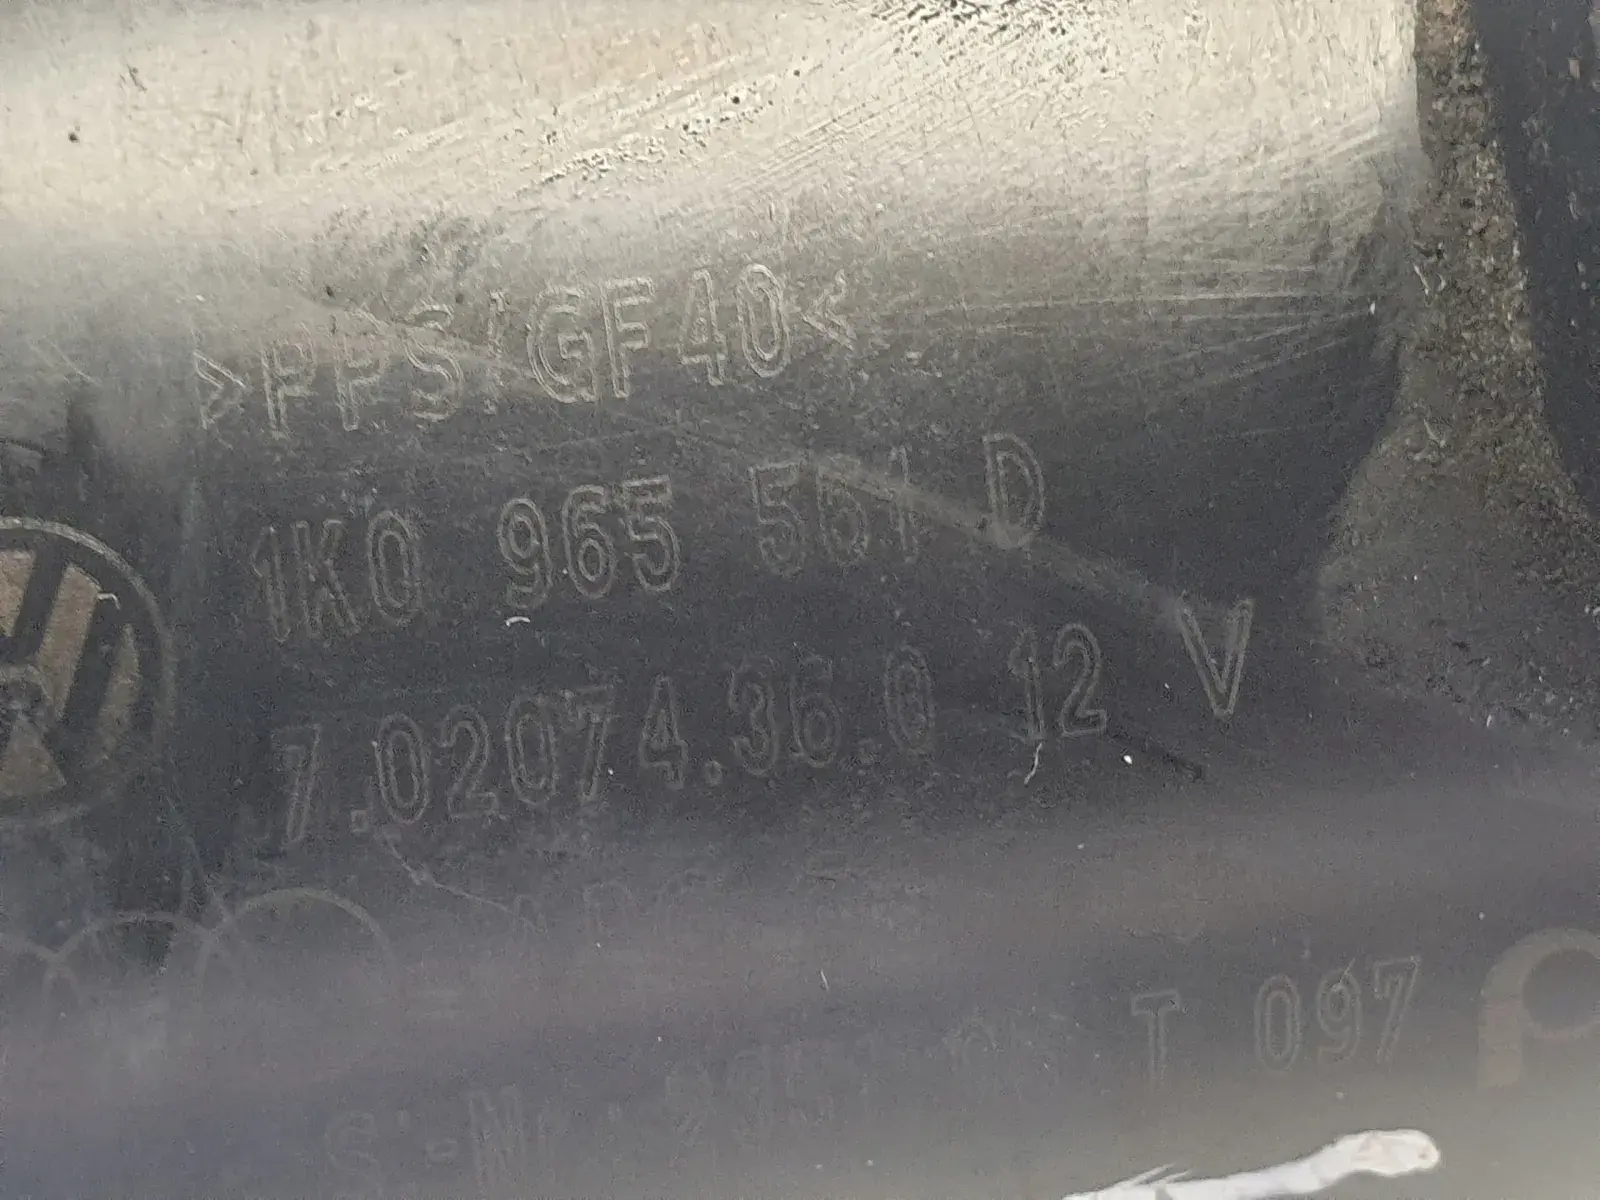 >PPS!GF40<
1K0 965 561 D
7.02074.36.0 12 V
T 097